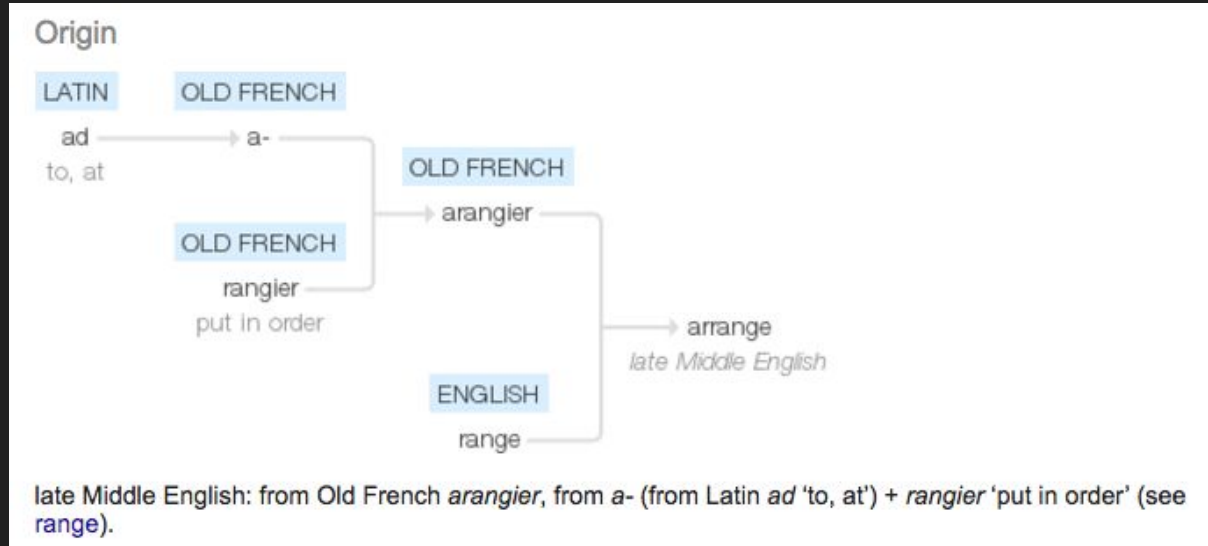 Origin
LATIN OLD FRENCH
ad a-
to, at
OLD FRENCH
arangier
OLD FRENCH
rangier
put in order
arrange
late Middle English
ENGLISH
range
late Middle English: from Old French arangier, from a- (from Latin ad ‘to, at’) + rangier ‘put in order’ (see
range).